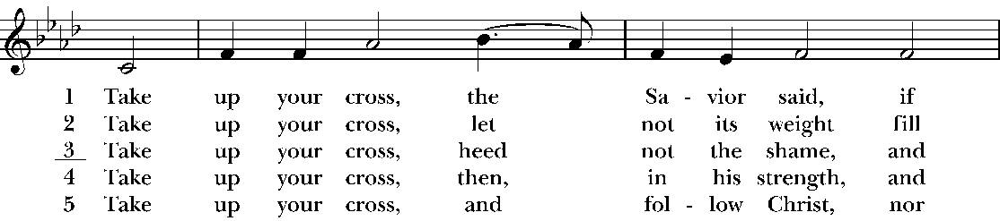 1 Take up your cross, the Sa - vior said, if
2 Take up your cross, let not its weight fill
3 Take up your cross, heed not the shame, and
4 Take up your cross, then, in his strength, and
5 Take up your cross, and fol - low Christ, nor